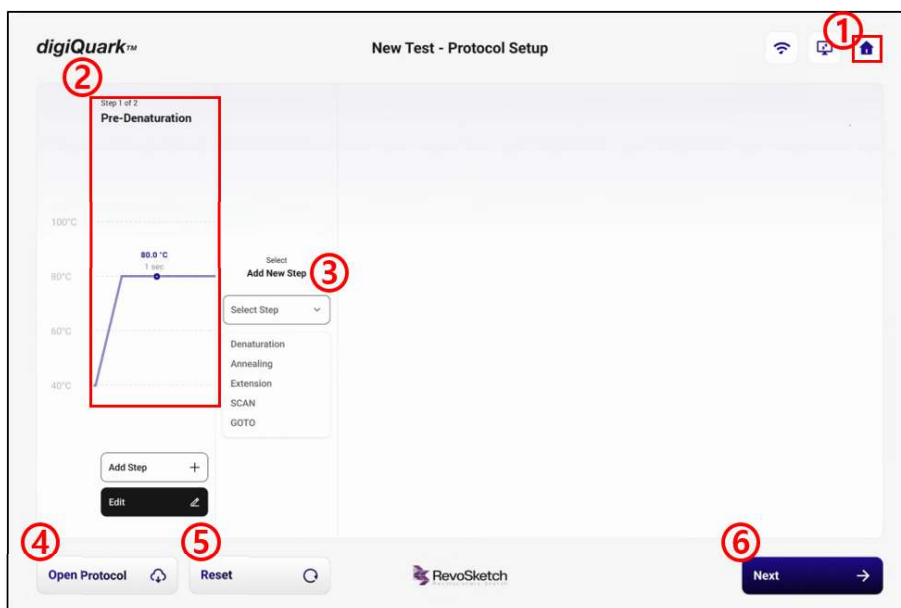 digiQuark™
New Test - Protocol Setup
①
②
Step 1 of 2
Pre-Denaturation
100°C
80.0 °C
1 sec
80°C
60°C
40°C
Select
Add New Step
③
Select Step
Denaturation
Annealing
Extension
SCAN
GOTO
Add Step
Edit
④
Open Protocol
⑤
Reset
RevoSketch
⑥
Next